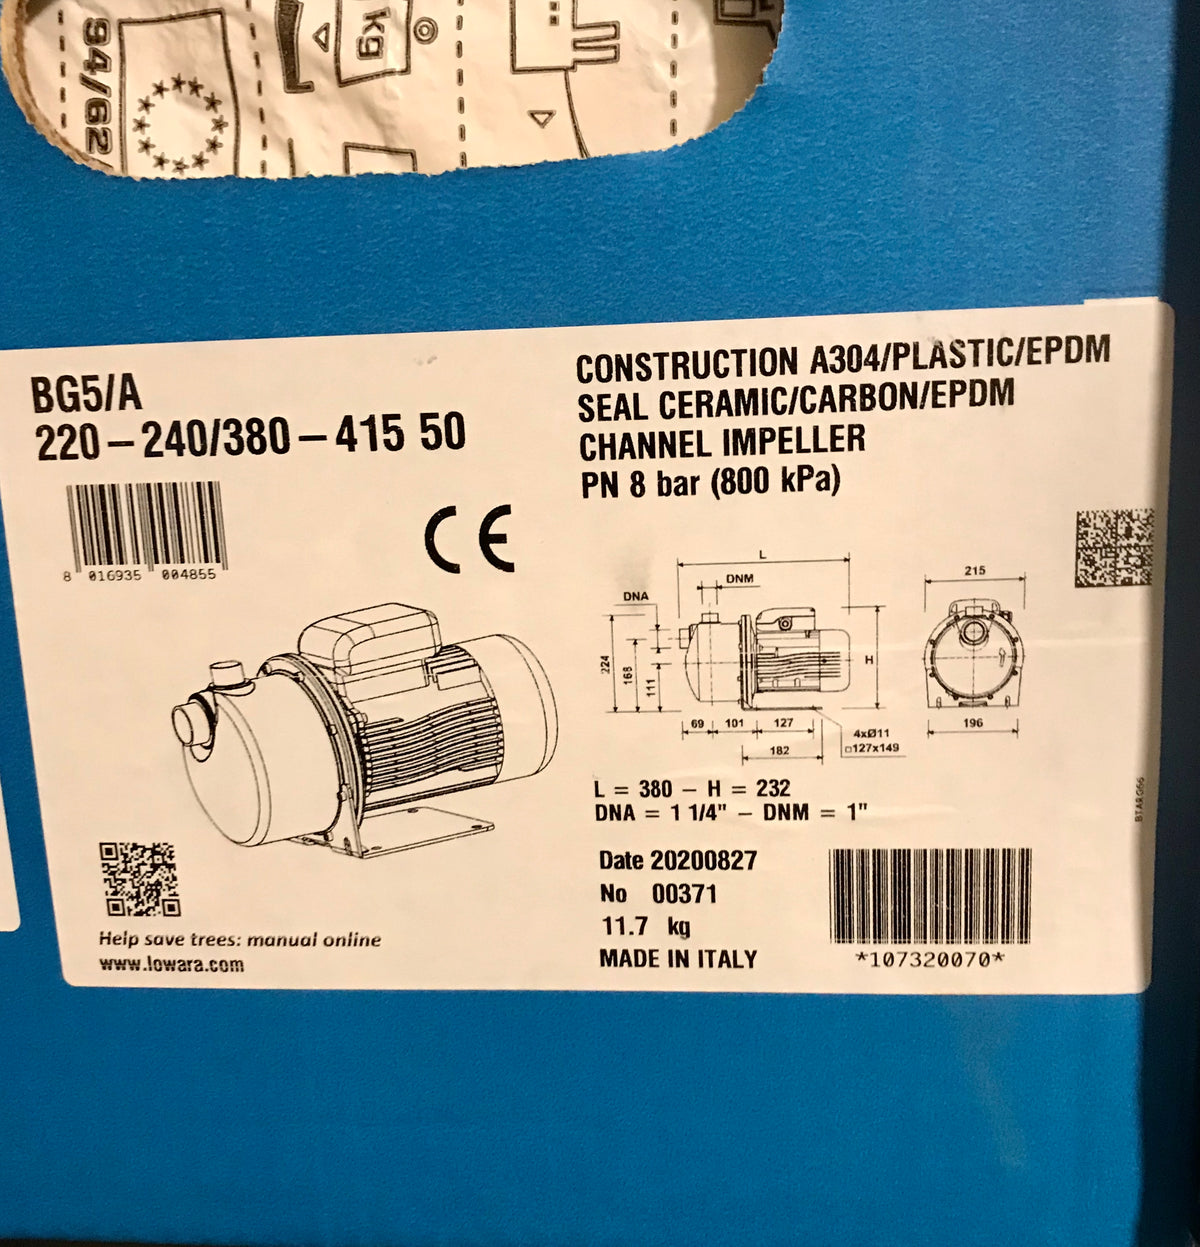 94/62/
kg
BG5/A
220 – 240/380 – 415 50
8 016935 004855
CE
CONSTRUCTION A304/PLASTIC/EPDM
SEAL CERAMIC/CARBON/EPDM
CHANNEL IMPELLER
PN 8 bar (800 kPa)
L
DNM
DNA
224
168
111
H
69 101 127
182
4xØ11
□127x149
215
196
L = 380 – H = 232
DNA = 1 1/4" – DNM = 1"
Date 20200827
No 00371
11.7 kg
MADE IN ITALY
*107320070*
Help save trees: manual online
www.lowara.com